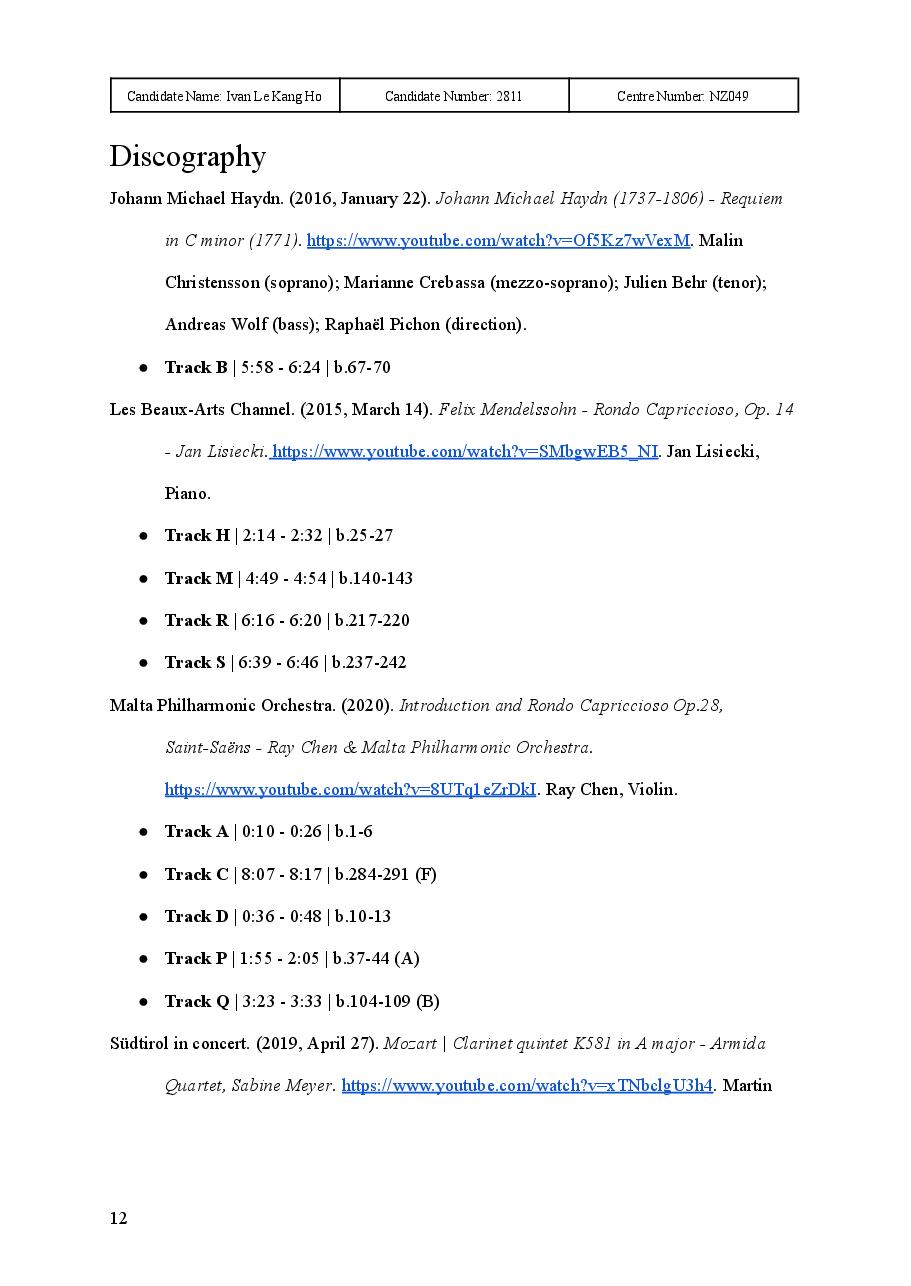 Candidate Name: Ivan Le Kang Ho
Candidate Number: 2811
Centre Number: NZ049
Discography
Johann Michael Haydn. (2016, January 22). Johann Michael Haydn (1737-1806) - Requiem
in C minor (1771). https://www.youtube.com/watch?v=Of5Kz7wVexM. Malin
Christensson (soprano); Marianne Crebassa (mezzo-soprano); Julien Behr (tenor);
Andreas Wolf (bass); Raphaël Pichon (direction).
● Track B | 5:58 - 6:24 | b.67-70
Les Beaux-Arts Channel. (2015, March 14). Felix Mendelssohn - Rondo Capriccioso, Op. 14
- Jan Lisiecki. https://www.youtube.com/watch?v=SMbgwEB5_NI. Jan Lisiecki,
Piano.
● Track H | 2:14 - 2:32 | b.25-27
● Track M | 4:49 - 4:54 | b.140-143
● Track R | 6:16 - 6:20 | b.217-220
● Track S | 6:39 - 6:46 | b.237-242
Malta Philharmonic Orchestra. (2020). Introduction and Rondo Capriccioso Op.28,
Saint-Saëns - Ray Chen & Malta Philharmonic Orchestra.
https://www.youtube.com/watch?v=8UTq1eZrDkI. Ray Chen, Violin.
● Track A | 0:10 - 0:26 | b.1-6
● Track C | 8:07 - 8:17 | b.284-291 (F)
● Track D | 0:36 - 0:48 | b.10-13
● Track P | 1:55 - 2:05 | b.37-44 (A)
● Track Q | 3:23 - 3:33 | b.104-109 (B)
Südtirol in concert. (2019, April 27). Mozart | Clarinet quintet K581 in A major - Armida
Quartet, Sabine Meyer. https://www.youtube.com/watch?v=xTNbclgU3h4. Martin
12